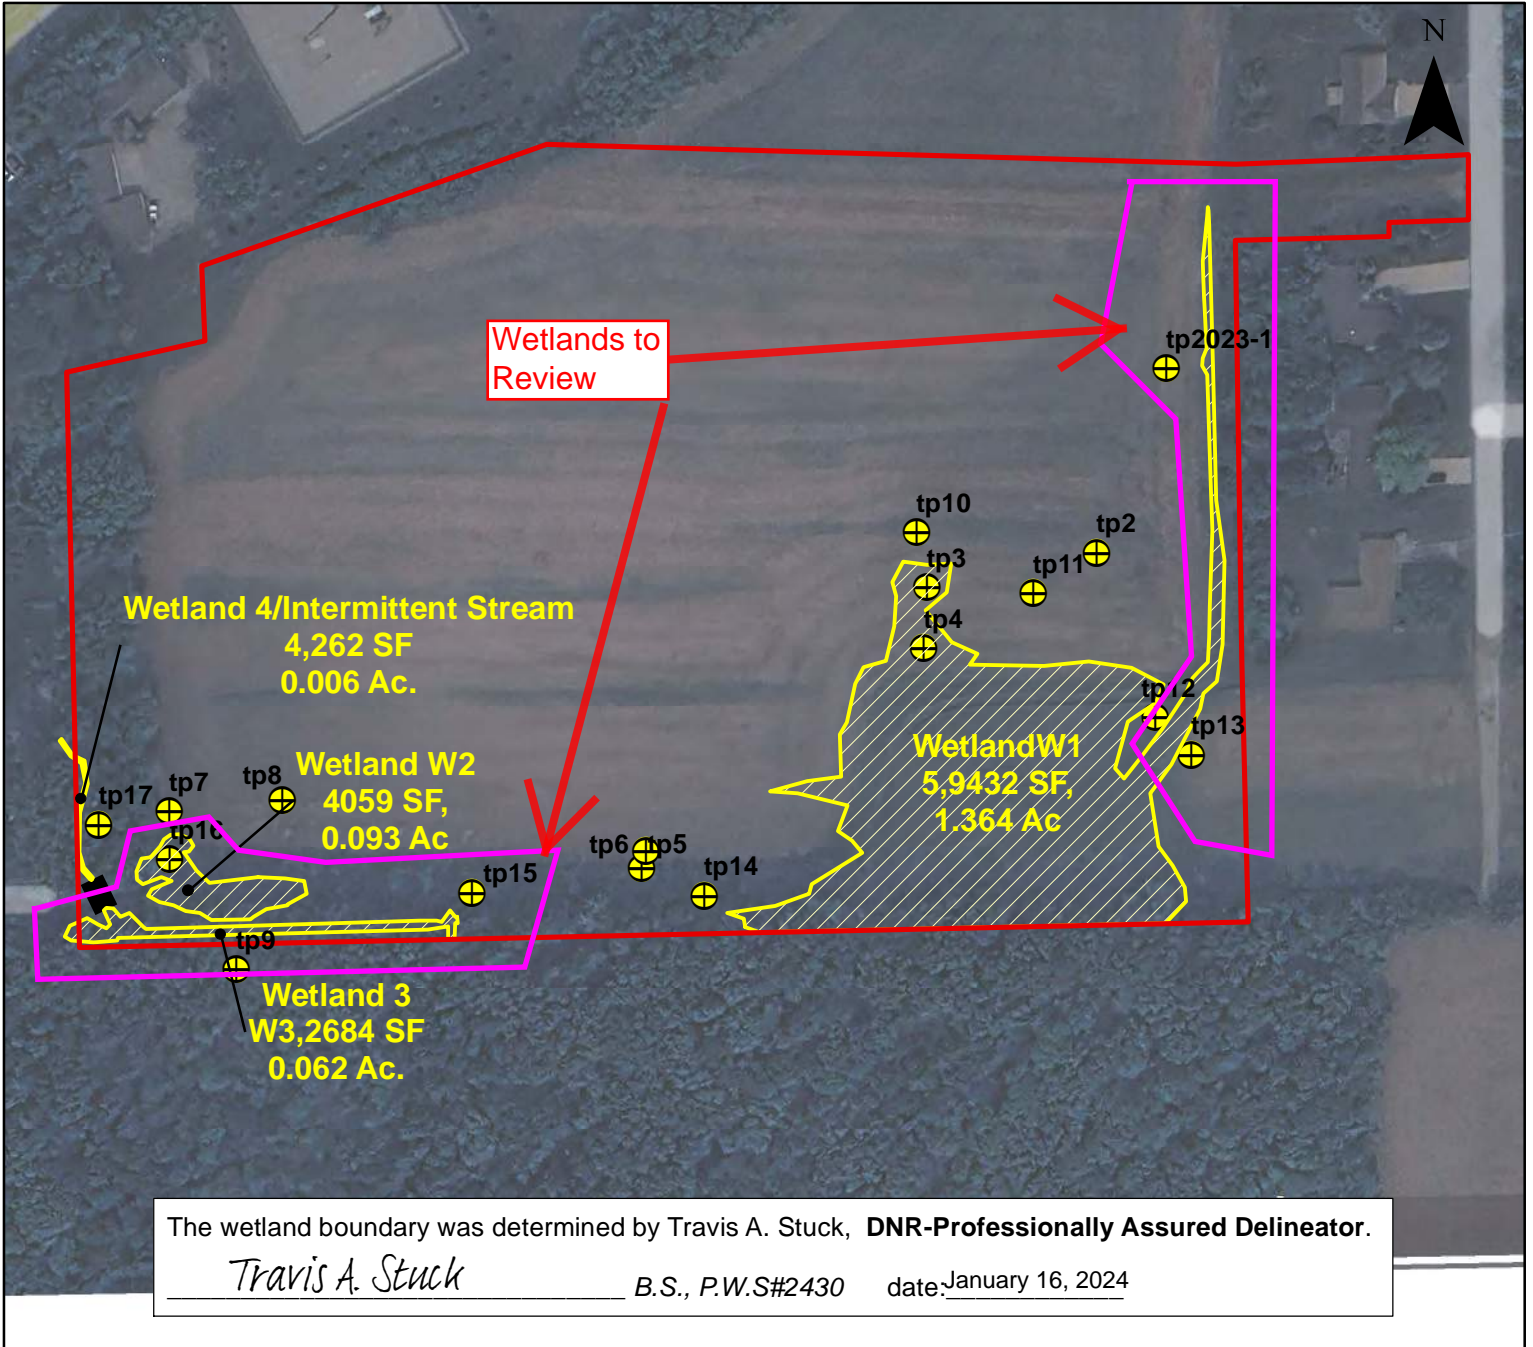 N
Wetlands to
Review
tp2023-1
tp10
tp2
tp3
tp11
tp4
Wetland 4/Intermittent Stream
4,262 SF
0.006 Ac.
tp12
tp13
WetlandW1
5,9432 SF,
1.364 Ac
Wetland W2
4059 SF,
0.093 Ac
tp8
tp7
tp17
tp16
tp6
tp5
tp15
tp14
tp9
Wetland 3
W3,2684 SF
0.062 Ac.
The wetland boundary was determined by Travis A. Stuck, DNR-Professionally Assured Delineator.
Travis A. Stuck B.S., P.W.S#2430 date: January 16, 2024